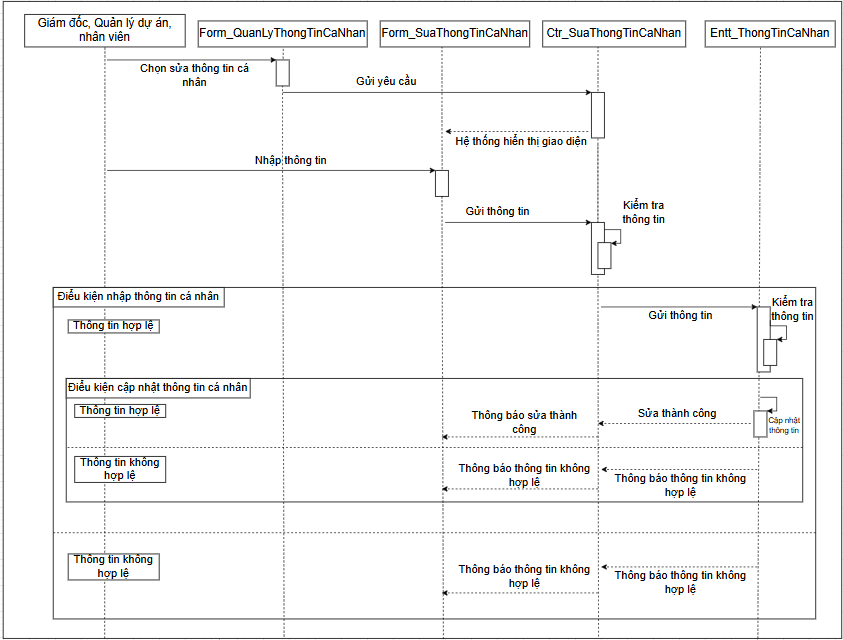 Giám đốc, Quản lý dự án,
nhân viên
Form_QuanLyThongTinCaNhan
Form_SuaThongTinCaNhan
Ctr_SuaThongTinCaNhan
Entt_ThongTinCaNhan
Chọn sửa thông tin cá
nhân
Gửi yêu cầu
Hệ thống hiển thị giao diện
Nhập thông tin
Gửi thông tin
Kiểm tra
thông tin
Điều kiện nhập thông tin cá nhân
Gửi thông tin
Kiểm tra
thông tin
Thông tin hợp lệ
Điều kiện cập nhật thông tin cá nhân
Thông tin hợp lệ
Thông báo sửa thành
công
Sửa thành công
Cập nhật
thông tin
Thông tin không
hợp lệ
Thông báo thông tin không
hợp lệ
Thông báo thông tin không
hợp lệ
Thông tin không
hợp lệ
Thông báo thông tin không
hợp lệ
Thông báo thông tin không
hợp lệ